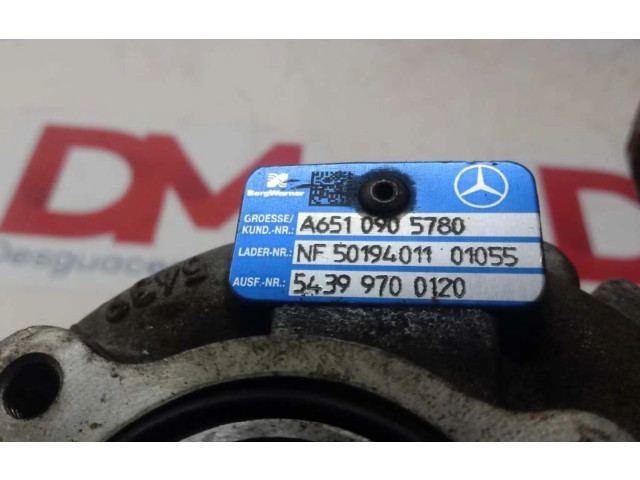 DM
Desguace
BorgWarner
GROESSE/
KUND.-NR.: A651 090 5780
LADER-NR.: NF 50194011 01055
AUSF.-NR.: 5439 970 0120
5439